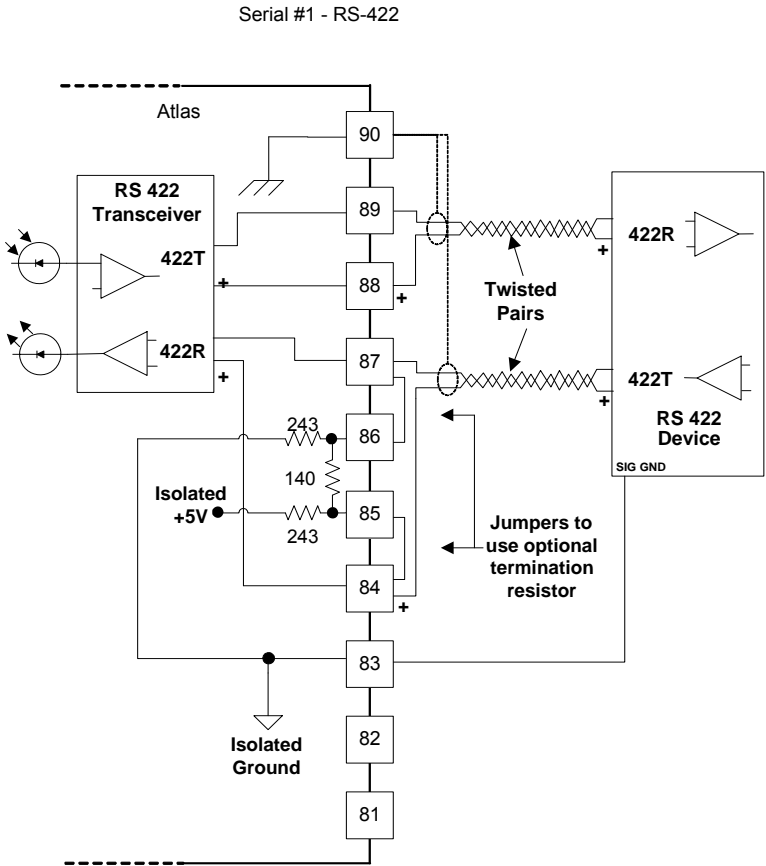 Serial #1 - RS-422
Atlas
90
RS 422
Transceiver
89
422T
422R
+
88
+
+
Twisted
Pairs
87
422R
+
422T
+
RS 422
Device
243
86
140
SIG GND
Isolated
+5V
85
243
Jumpers to
use optional
termination
resistor
84
+
83
Isolated
Ground
82
81